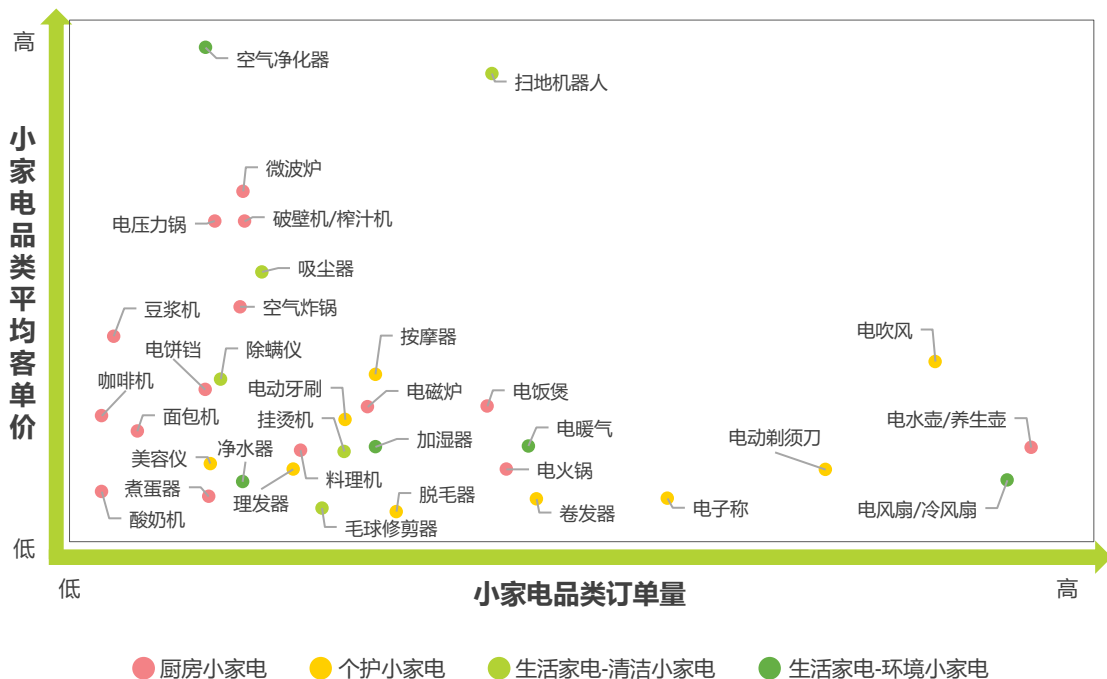 高
空气净化器
扫地机器人
小家电品类平均客单价
微波炉
电压力锅
破壁机/榨汁机
吸尘器
豆浆机
空气炸锅
电吹风
按摩器
电饼铛
除螨仪
咖啡机
电动牙刷
电磁炉
电饭煲
面包机
挂烫机
电水壶/养生壶
加湿器
电暖气
电动剃须刀
美容仪
净水器
料理机
电火锅
煮蛋器
理发器
脱毛器
酸奶机
毛球修剪器
卷发器
电子称
电风扇/冷风扇
低
低
小家电品类订单量
高
厨房小家电
个护小家电
生活家电-清洁小家电
生活家电-环境小家电